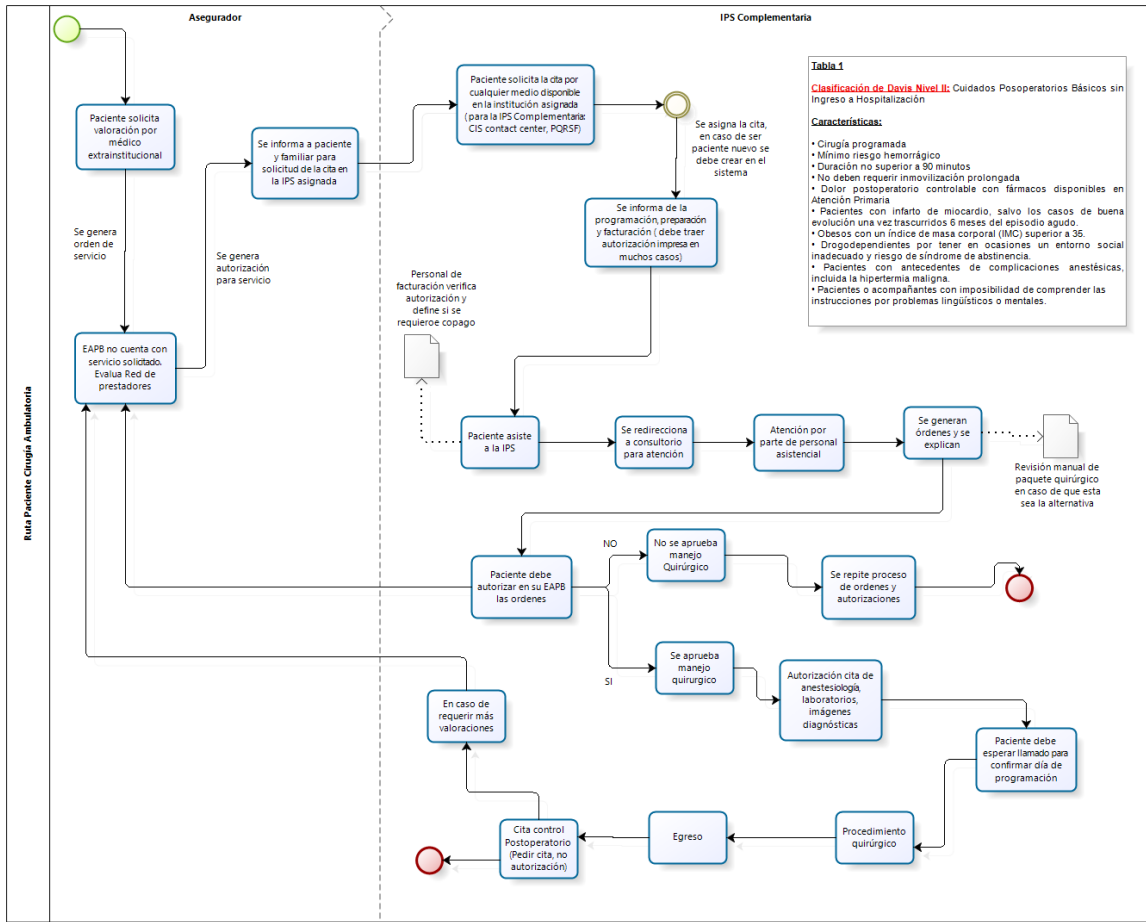 Asegurador
IPS Complementaria
Ruta Paciente Cirugía Ambulatoria
Paciente solicita
valoración por
médico
extrainstitucional
Se genera
orden de
servicio
EAPB no cuenta con
servicio solicitado.
Evalua Red de
prestadores
Se genera
autorización
para servicio
Se informa a paciente
y familiar para
solicitud de la cita en
la IPS asignada
Paciente solicita la cita por
cualquier medio disponible
en la institución asignada
(para la IPS Complementaria:
CIS contact center, PQRSF)
Se asigna la cita,
en caso de ser
paciente nuevo se
debe crear en el
sistema
Se informa de la
programación, preparación
y facturación ( debe traer
autorización impresa en
muchos casos)
Tabla 1
Clasificación de Davis Nivel II: Cuidados Posoperatorios Básicos sin
Ingreso a Hospitalización
Características:
• Cirugía programada
• Mínimo riesgo hemorrágico
• Duración no superior a 90 minutos
• No deben requerir inmovilización prolongada
• Dolor postoperatorio controlable con fármacos disponibles en
Atención Primaria
• Pacientes con infarto de miocardio, salvo los casos de buena
evolución una vez trascurridos 6 meses del episodio agudo.
• Obesos con un índice de masa corporal (IMC) superior a 35.
• Drogodependientes por tener en ocasiones un entorno social
inadecuado y riesgo de síndrome de abstinencia.
• Pacientes con antecedentes de complicaciones anestésicas,
incluida la hipertermia maligna.
• Pacientes o acompañantes con imposibilidad de comprender las
instrucciones por problemas lingüísticos o mentales.
Personal de
facturación verifica
autorización y
define si se
requieroe copago
Paciente asiste
a la IPS
Se redirecciona
a consultorio
para atención
Atención por
parte de personal
asistencial
Se generan
órdenes y se
explican
Revisión manual de
paquete quirúrgico
en caso de que esta
sea la alternativa
Paciente debe
autorizar en su EAPB
las ordenes
NO
No se aprueba
manejo
Quirúrgico
Se repite proceso
de ordenes y
autorizaciones
SI
Se aprueba
manejo
quirurgico
Autorización cita de
anestesiología,
laboratorios,
imágenes
diagnósticas
Paciente debe
esperar llamado para
confirmar día de
programación
Procedimiento
quirúrgico
Egreso
Cita control
Postoperatorio
(Pedir cita, no
autorización)
En caso de
requerir más
valoraciones